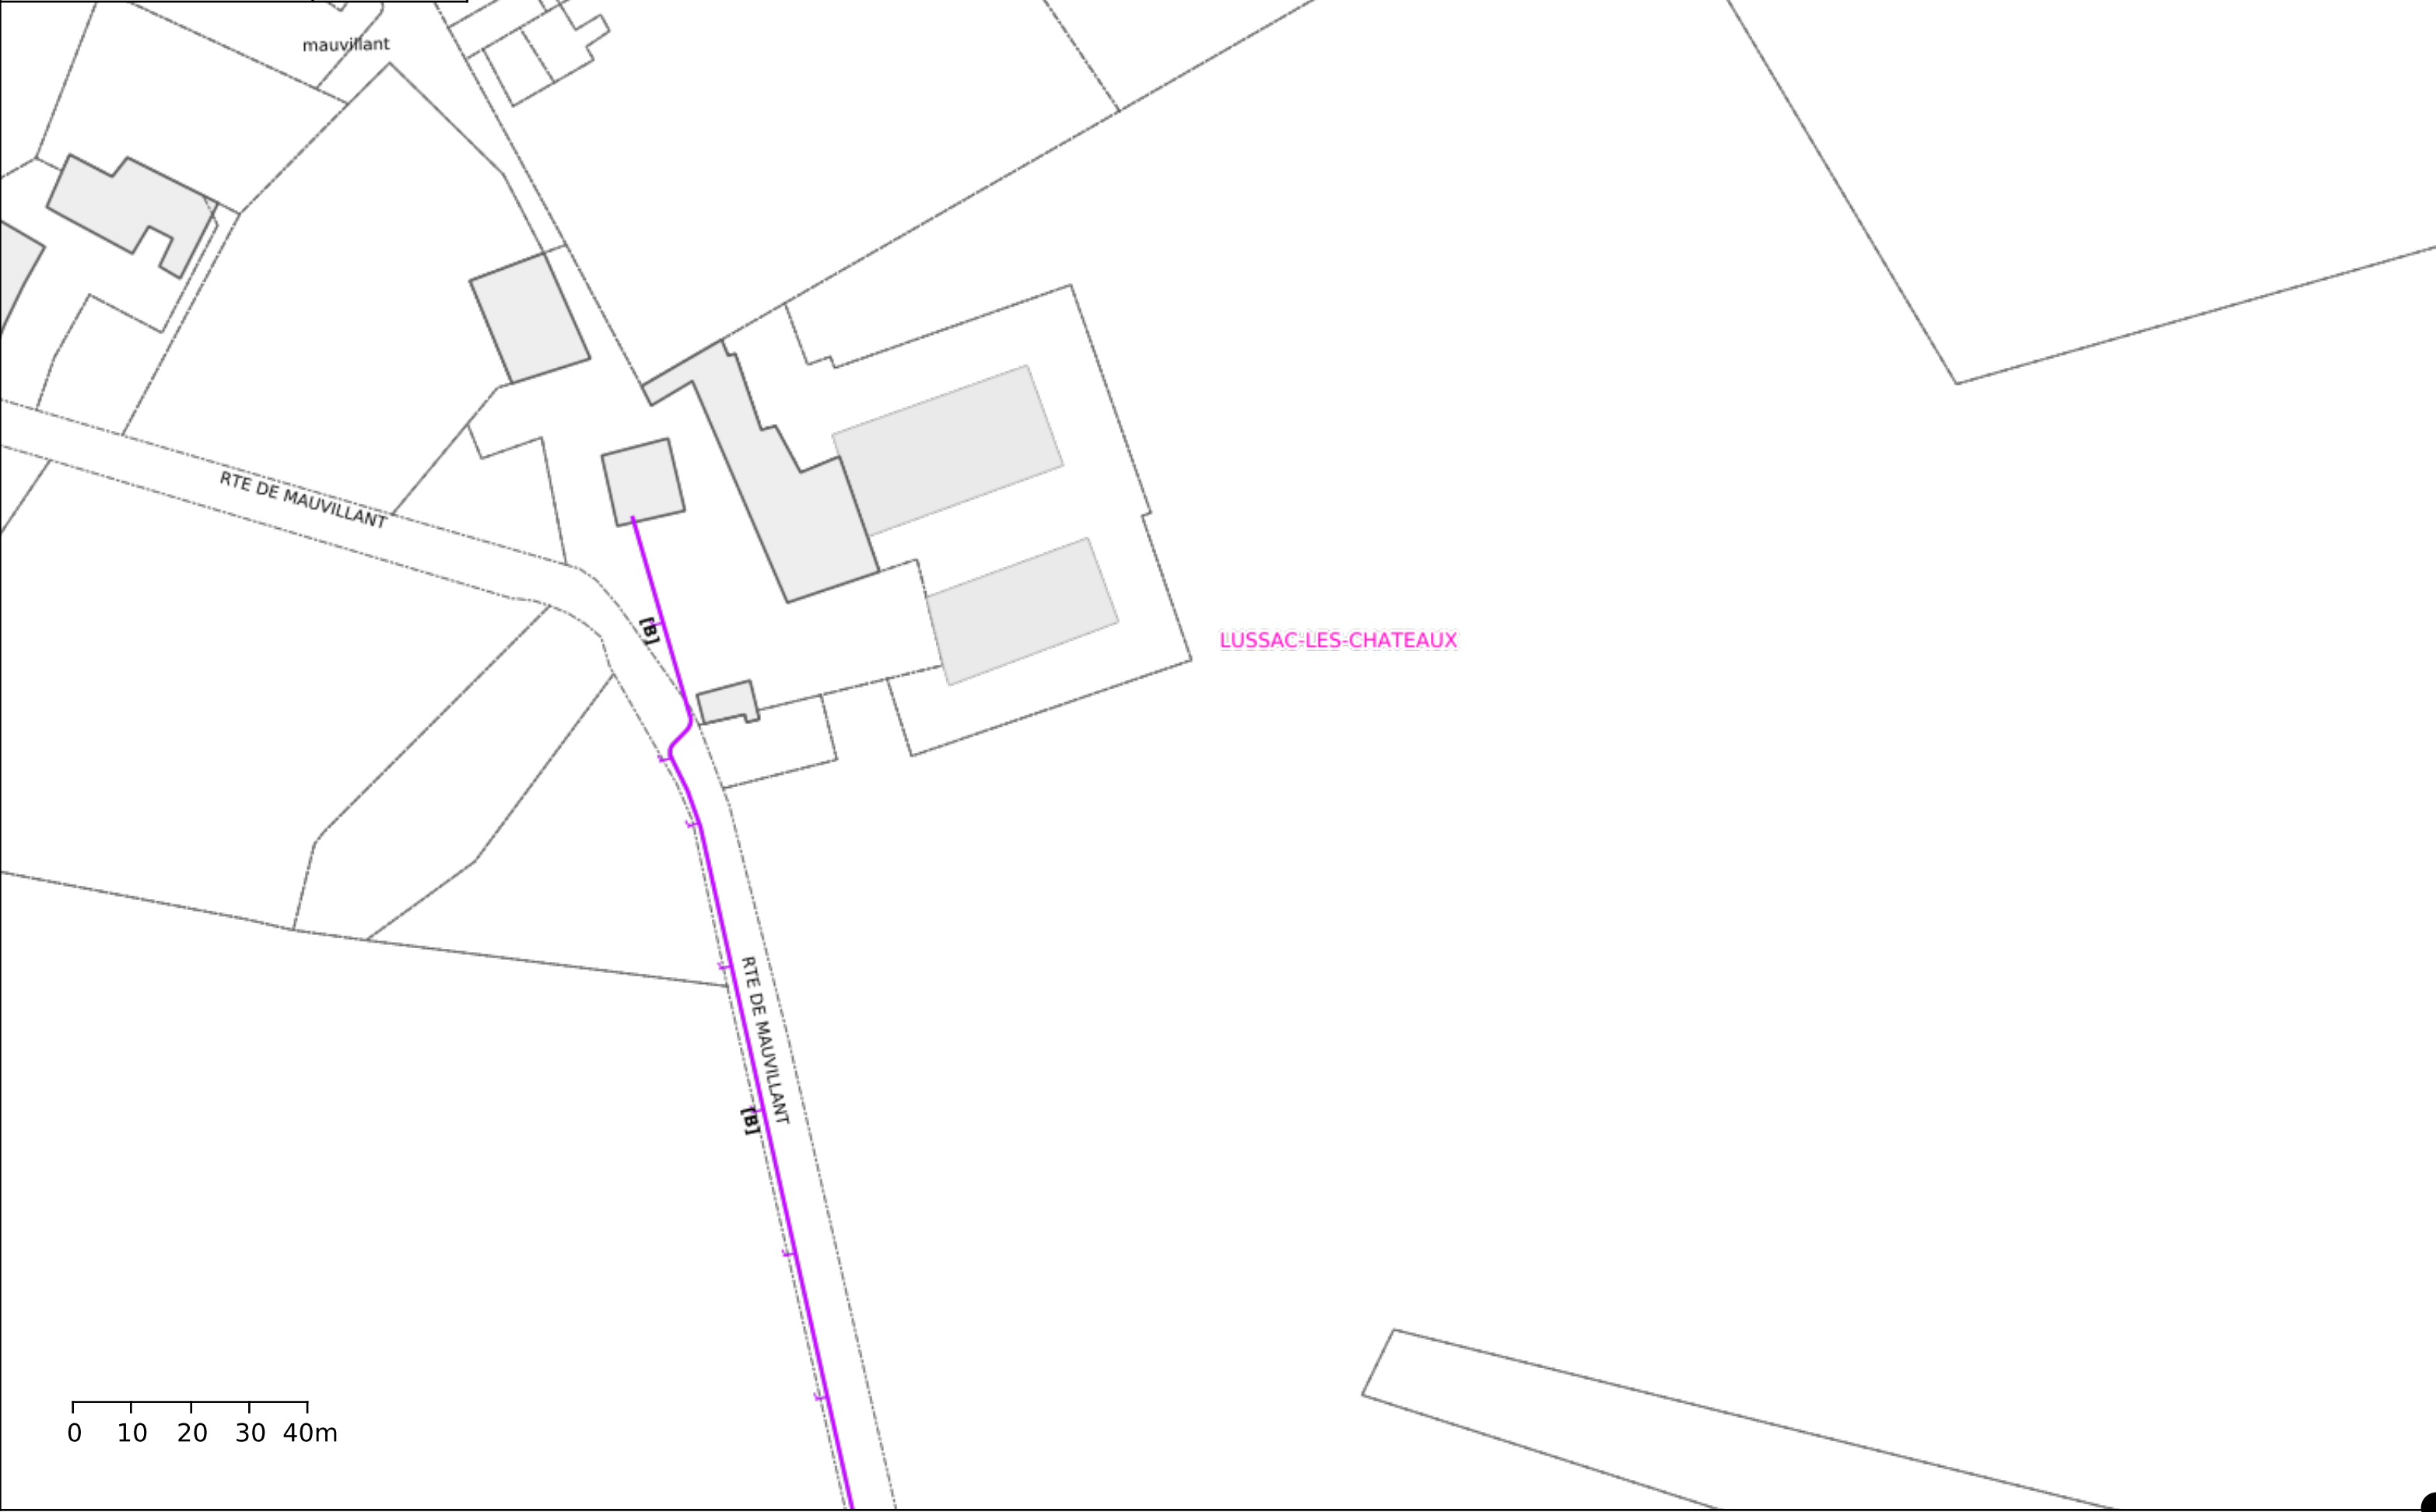 mauvillant
RTE DE MAUVILLANT
[B]
LUSSAC-LES-CHATEAUX
RTE DE MAUVILLANT
[B]
0 10 20 30 40m